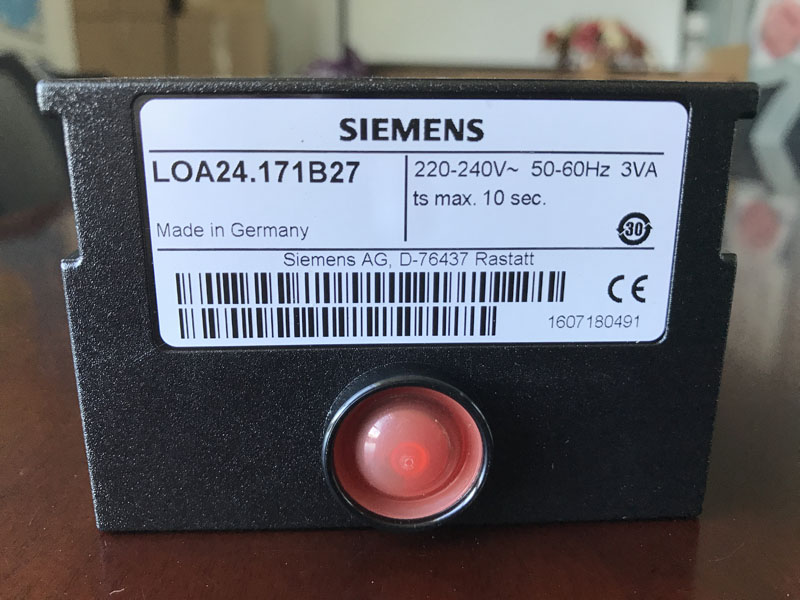 SIEMENS
LOA24.171B27
220-240V~ 50-60Hz 3VA
ts max. 10 sec.
Made in Germany
30
Siemens AG, D-76437 Rastatt
CE
1607180491